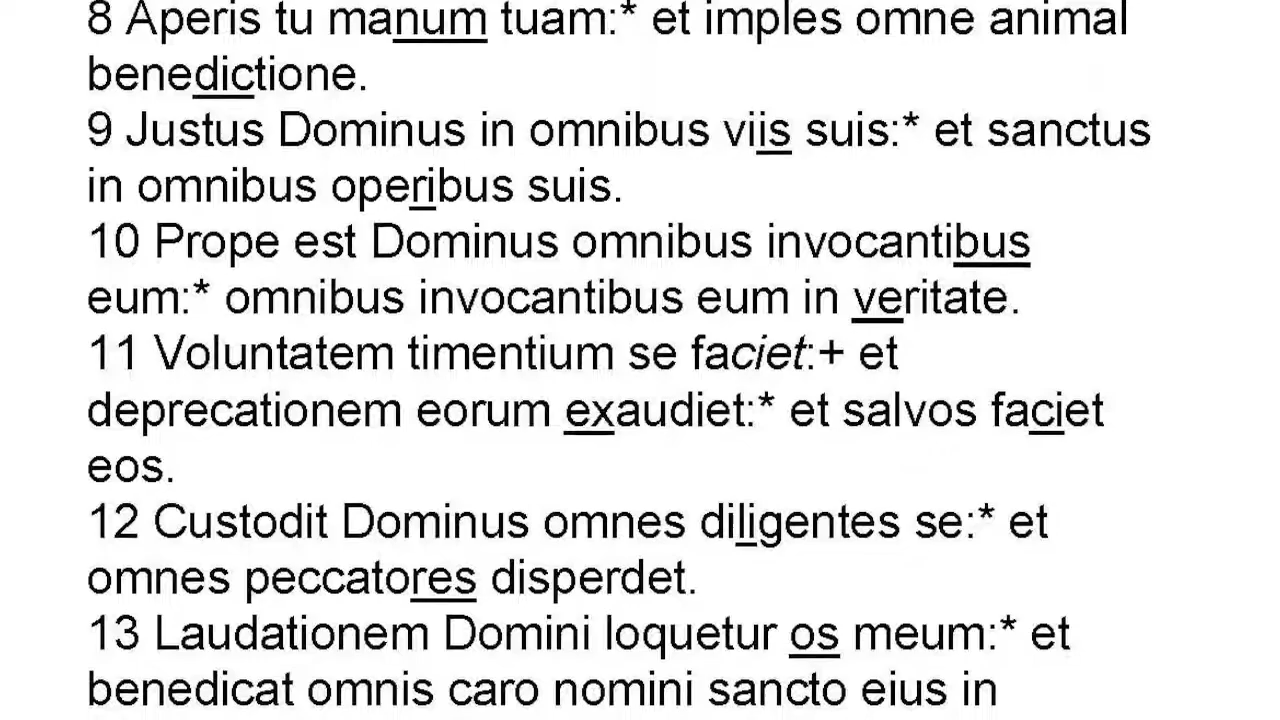 8 Aperis tu manum tuam:* et imples omne animal
benedictione.
9 Justus Dominus in omnibus viis suis:* et sanctus
in omnibus operibus suis.
10 Prope est Dominus omnibus invocantibus
eum:* omnibus invocantibus eum in veritate.
11 Voluntatem timentium se faciet:+ et
deprecationem eorum exaudiet:* et salvos faciet
eos.
12 Custodit Dominus omnes diligentes se:* et
omnes peccatores disperdet.
13 Laudationem Domini loquetur os meum:* et
benedicat omnis caro nomini sancto eius in